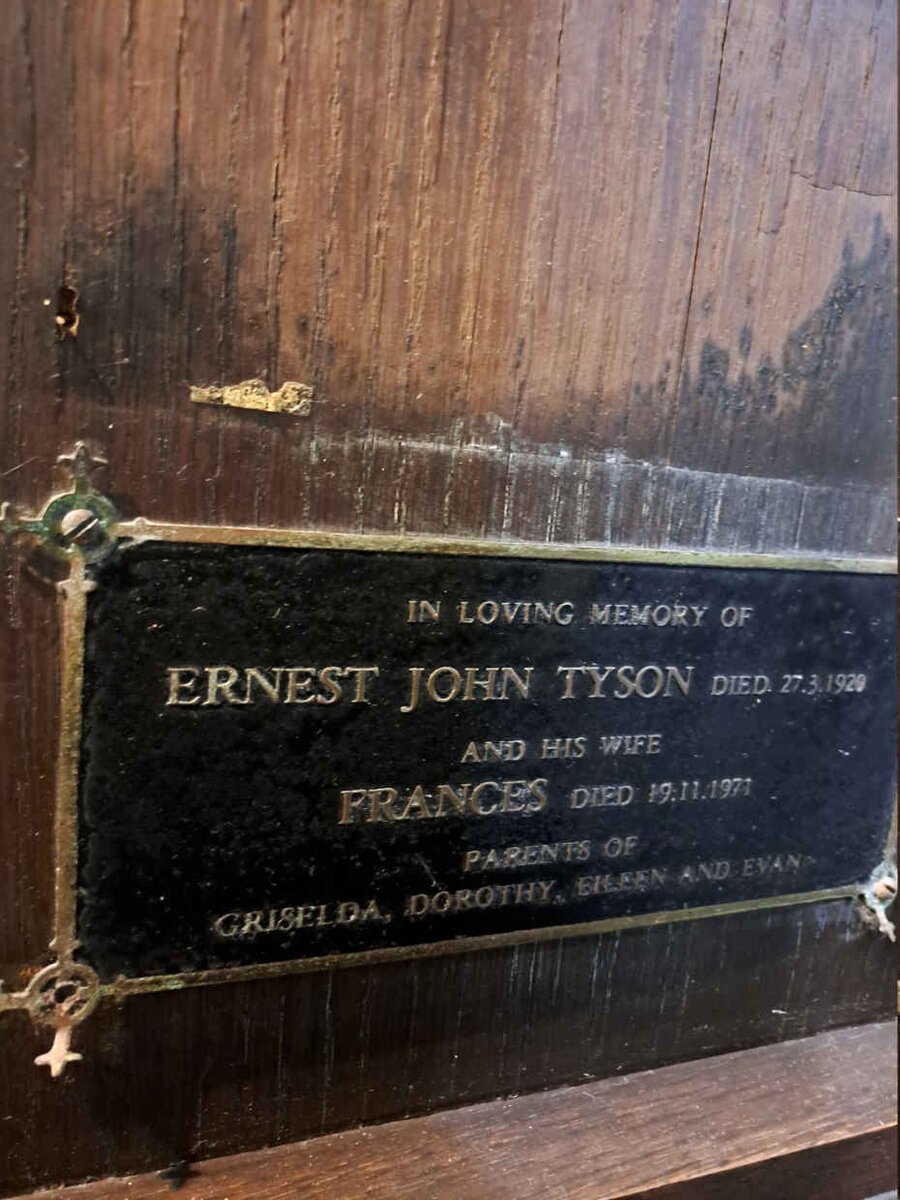 IN LOVING MEMORY OF
ERNEST JOHN TYSON DIED 27.3.1920
AND HIS WIFE
FRANCES DIED 19.11.1971
PARENTS OF
GRISELDA, DOROTHY, EILEEN AND EVAN